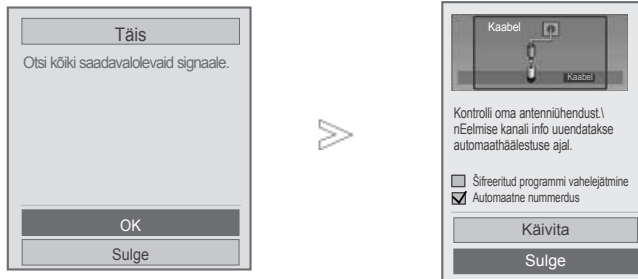 Täis
Otsi kõiki saadavalolevaid signaale.
OK
Sulge
Kaabel
Kaabel
Kontrolli oma antenniühendust.\
nEelmise kanali info uuendatakse
automaathäälestuse ajal.
Šifreeritud programmi vahelejätmine
Automaatne nummerdus
Käivita
Sulge